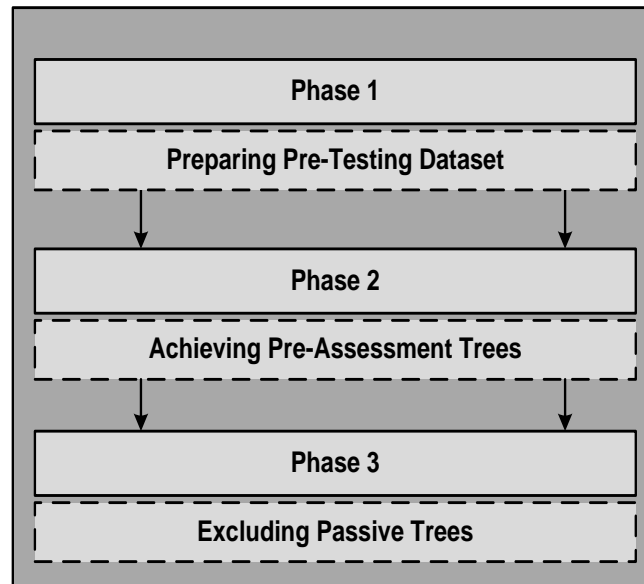 Phase 1
Preparing Pre-Testing Dataset
Phase 2
Achieving Pre-Assessment Trees
Phase 3
Excluding Passive Trees